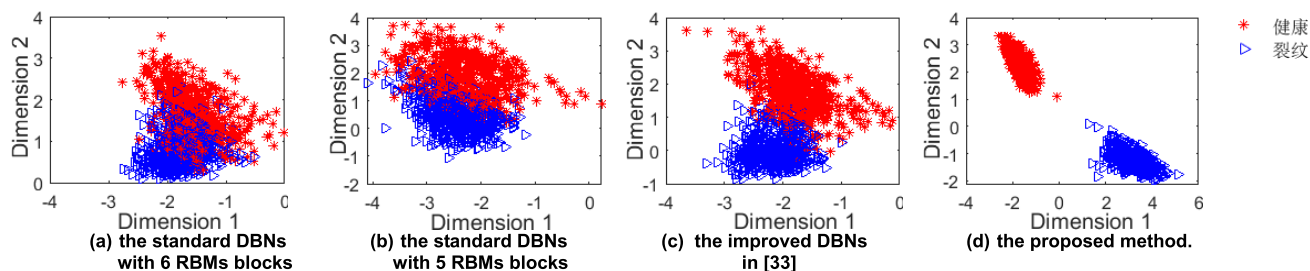 4
3
2
1
0
-4
-3
-2
-1
0
Dimension 2
Dimension 1
(a) the standard DBNs
with 6 RBMs blocks
4
3
2
1
0
-1
-2
-4
-3
-2
-1
0
Dimension 2
Dimension 1
(b) the standard DBNs
with 5 RBMs blocks
4
3
2
1
0
-1
-4
-3
-2
-1
0
Dimension 2
Dimension 1
(c) the improved DBNs
in [33]
4
3
2
1
0
-1
-2
-4
-2
0
2
4
6
Dimension 2
Dimension 1
(d) the proposed method.
健康
裂纹